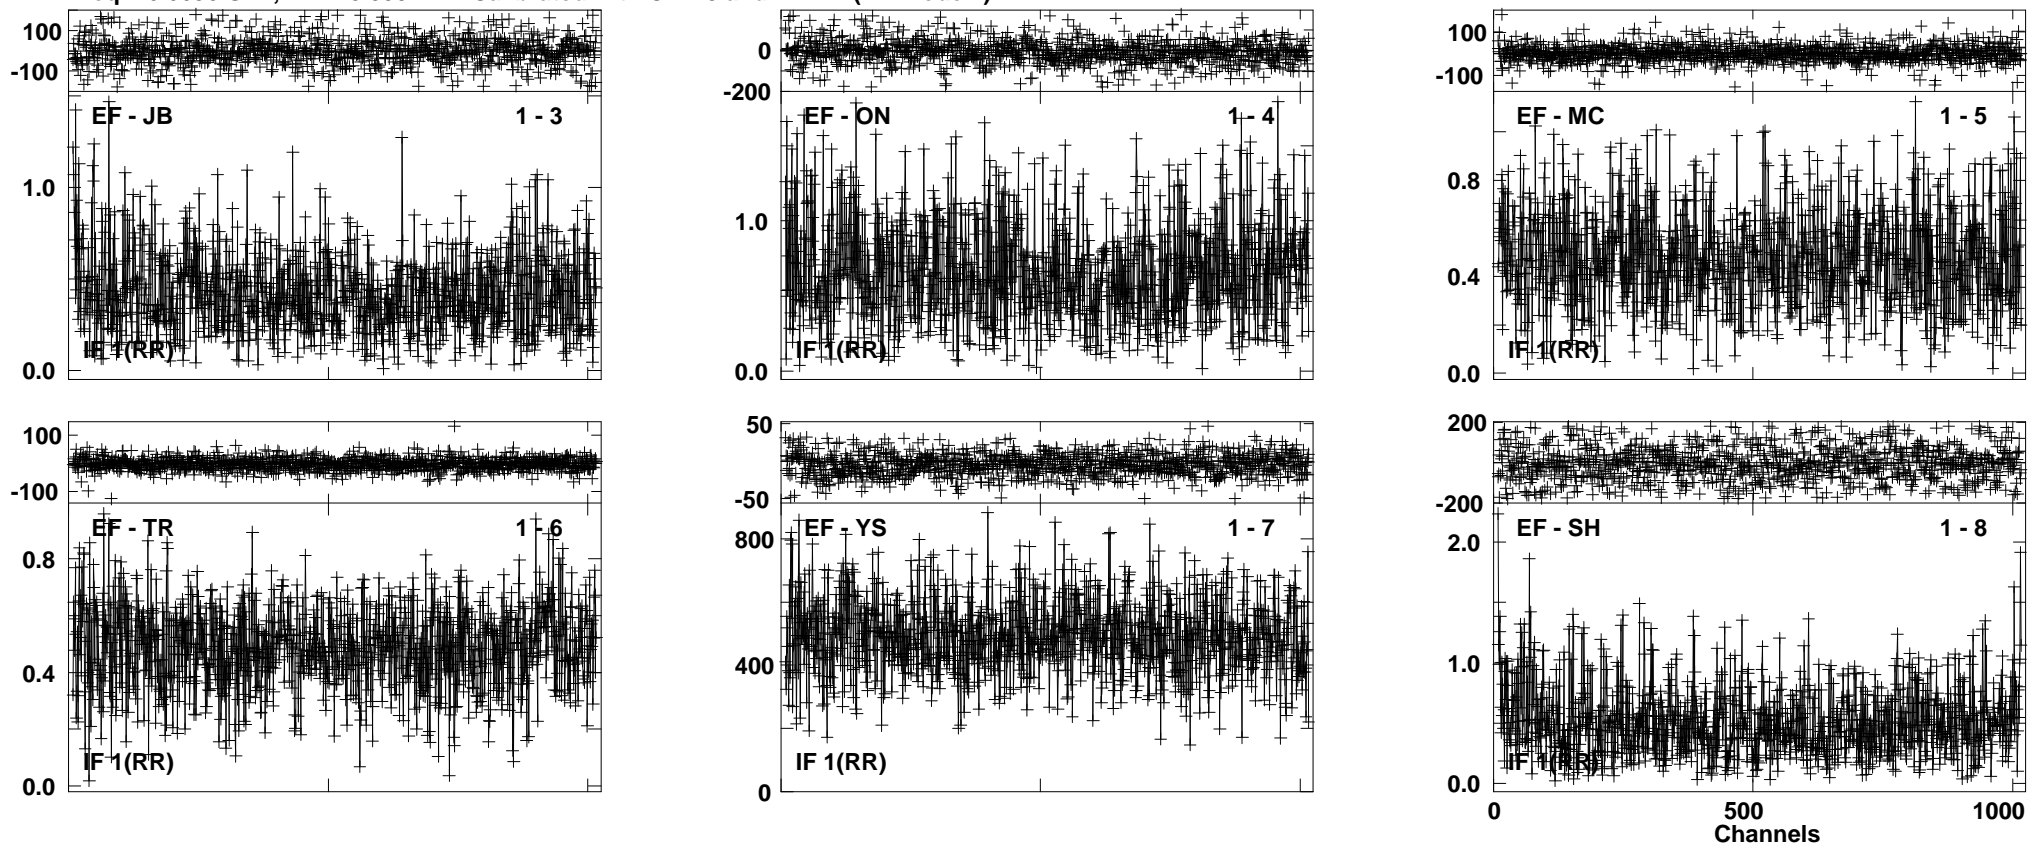 100
-100
EF - JB 1 - 3
1.0
IF 1(RR)
0.0
0
-200
EF - ON 1 - 4
1.0
IF 1(RR)
0.0
100
-100
EF - MC 1 - 5
0.8
0.4
IF 1(RR)
0.0
100
-100
EF - TR 1 - 6
0.8
0.4
IF 1(RR)
0.0
50
-50
EF - YS 1 - 7
800
400
IF 1(RR)
0
200
-200
EF - SH 1 - 8
2.0
1.0
IF 1(RR)
0.0
0 500 1000
Channels